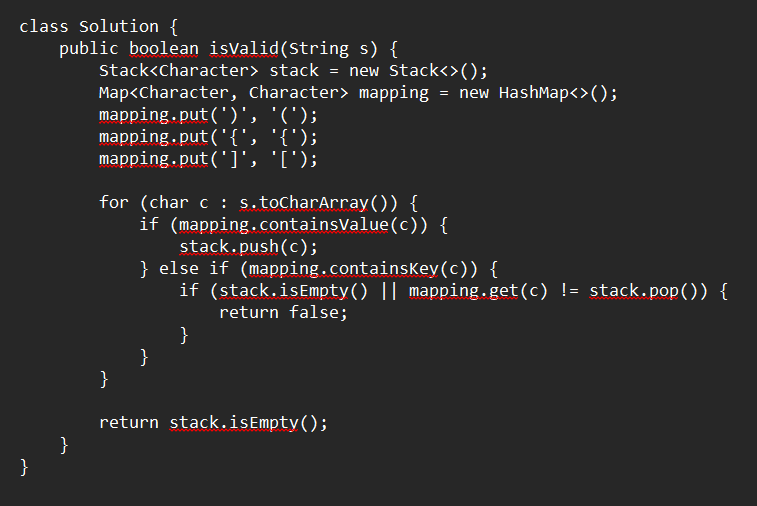 class Solution {
    public boolean isValid(String s) {
        Stack<Character> stack = new Stack<>();
        Map<Character, Character> mapping = new HashMap<>();
        mapping.put(')', '(');
        mapping.put('{', '{');
        mapping.put(']', '[');

        for (char c : s.toCharArray()) {
            if (mapping.containsValue(c)) {
                stack.push(c);
            } else if (mapping.containsKey(c)) {
                if (stack.isEmpty() || mapping.get(c) != stack.pop()) {
                    return false;
                }
            }
        }

        return stack.isEmpty();
    }
}